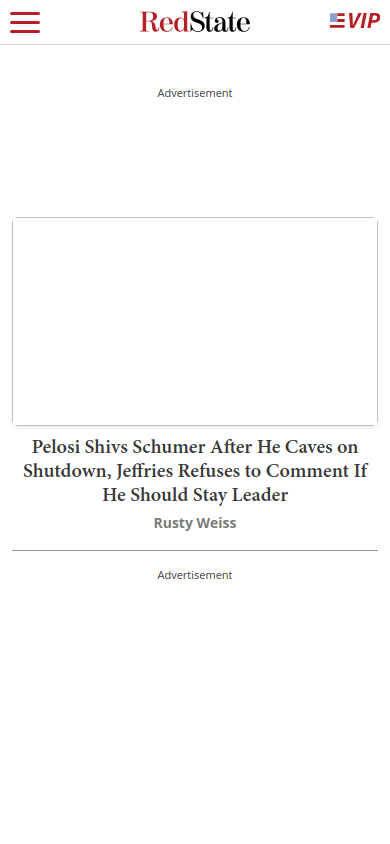 RedState
VIP
Advertisement
Pelosi Shivs Schumer After He Caves on
Shutdown, Jeffries Refuses to Comment If
He Should Stay Leader
Rusty Weiss
Advertisement